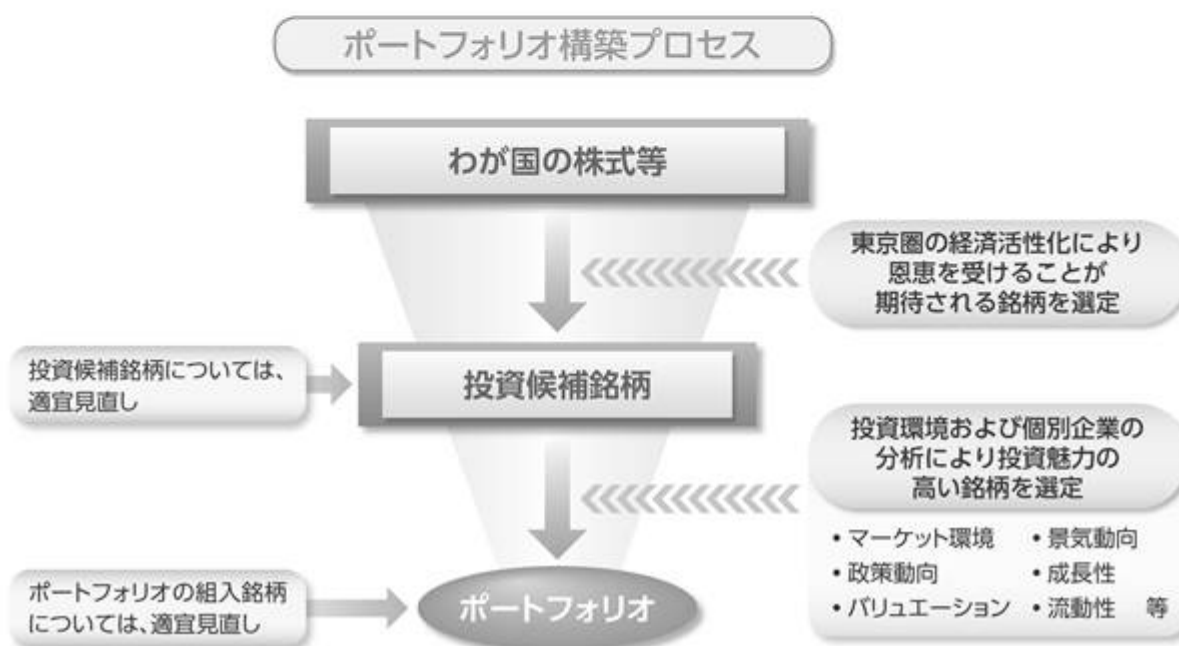 ポートフォリオ構築プロセス
わが国の株式等
東京圏の経済活性化により
恩恵を受けることが
期待される銘柄を選定
投資候補銘柄については、
適宜見直し
投資候補銘柄
投資環境および個別企業の
分析により投資魅力の
高い銘柄を選定
• マーケット環境 • 景気動向
• 政策動向 • 成長性
• バリュエーション • 流動性 等
ポートフォリオの組入銘柄
については、適宜見直し
ポートフォリオ